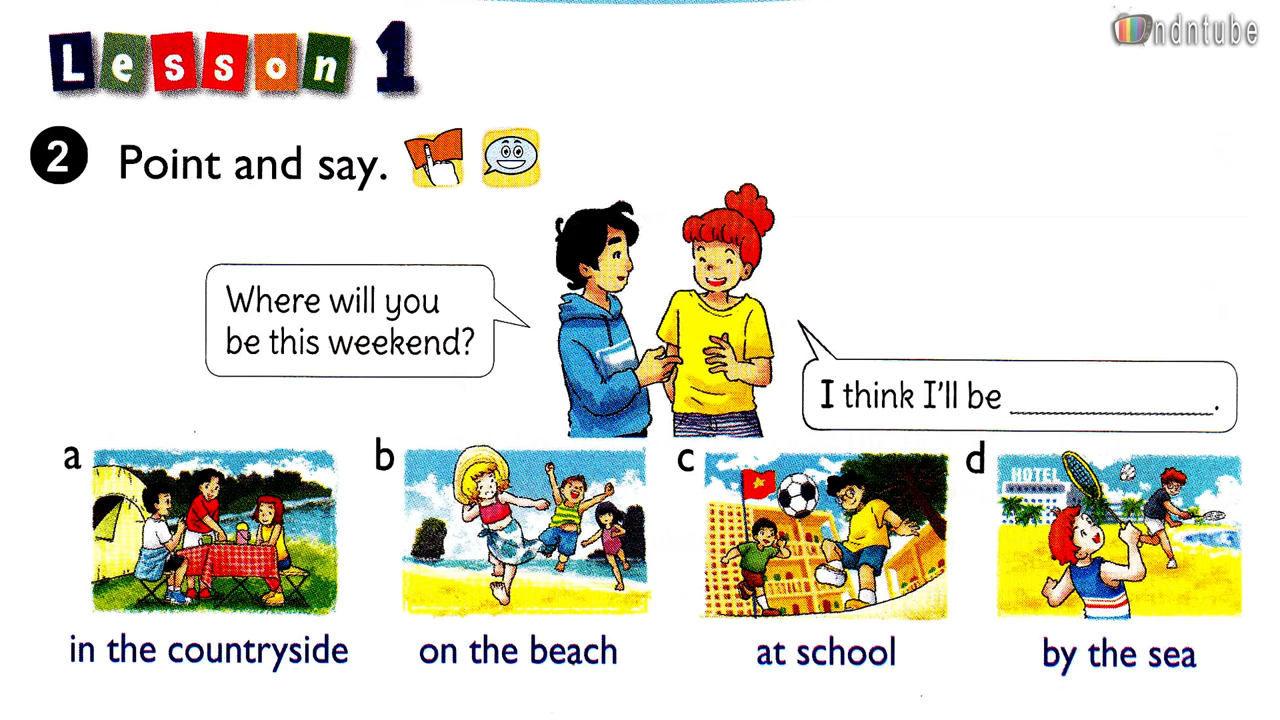 Lesson 1
ndntube
2 Point and say.
Where will you
be this weekend?
I think I'll be ____________.
a
b
c
d
HOTEL
in the countryside
on the beach
at school
by the sea